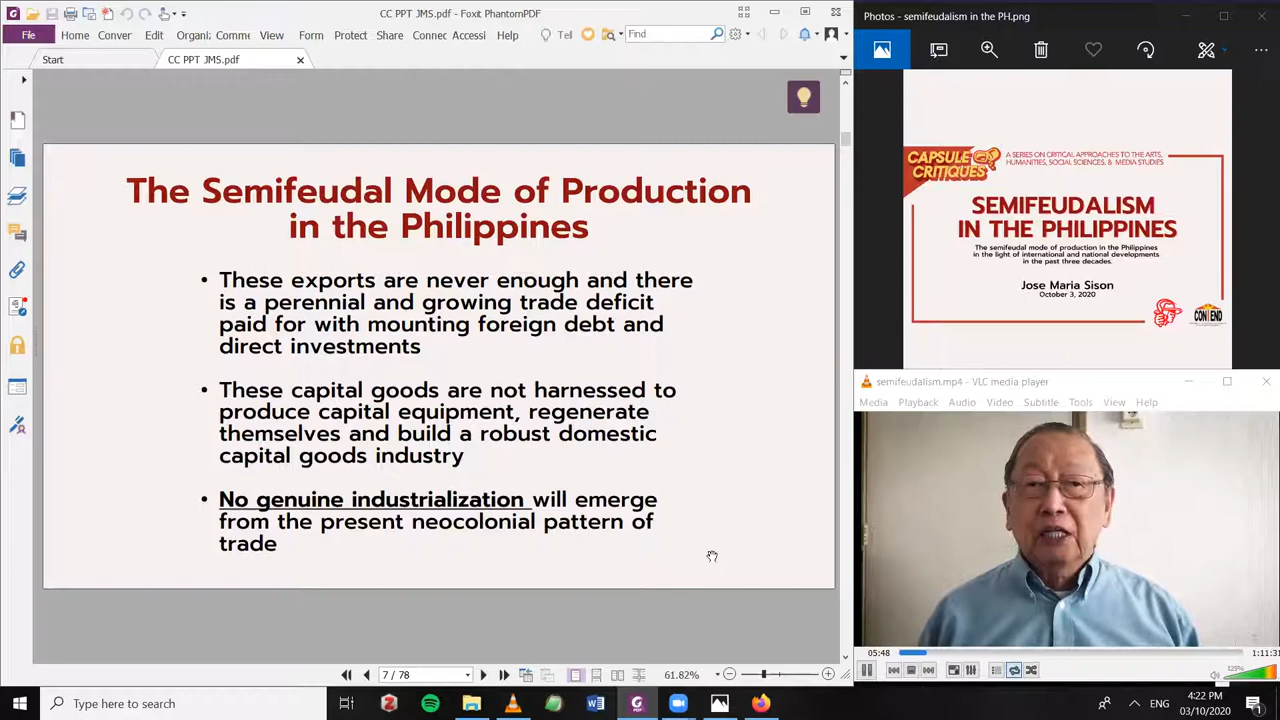 CC PPT JMS.pdf - Foxit PhantomPDF
File Home Conver Edit Organi: Comme View Form Protect Share Connec Accessi Help Tel Find
Start CC PPT JMS.pdf
The Semifeudal Mode of Production
in the Philippines
• These exports are never enough and there
is a perennial and growing trade deficit
paid for with mounting foreign debt and
direct investments
• These capital goods are not harnessed to
produce capital equipment, regenerate
themselves and build a robust domestic
capital goods industry
• No genuine industrialization will emerge
from the present neocolonial pattern of
trade
7 / 78 61.82%
Photos - semifeudalism in the PH.png
CAPSULE
CRITIQUES
A SERIES ON CRITICAL APPROACHES TO THE ARTS,
HUMANITIES, SOCIAL SCIENCES, & MEDIA STUDIES
SEMIFEUDALISM
IN THE PHILIPPINES
The semifeudal mode of production in the Philippines
in the light of international and national developments
in the past three decades.
Jose Maria Sison
October 3, 2020
CONTEND
semifeudalism.mp4 - VLC media player
Media Playback Audio Video Subtitle Tools View Help
05:48 1:11:31
125%
Type here to search
ENG
4:22 PM
03/10/2020